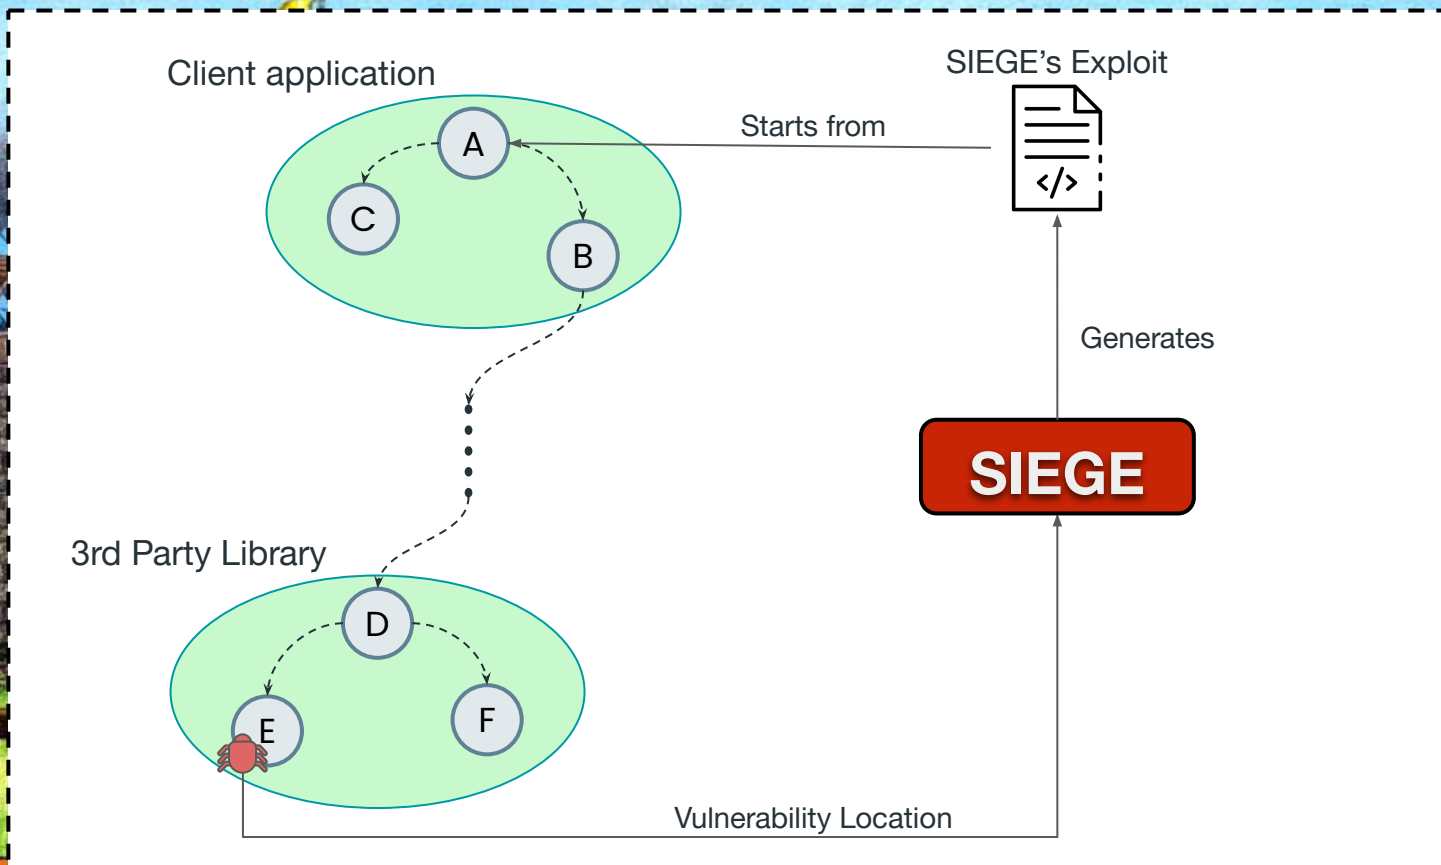 Client application
SIEGE's Exploit
Starts from
A
C
B
</>
Generates
SIEGE
3rd Party Library
D
E
F
Vulnerability Location